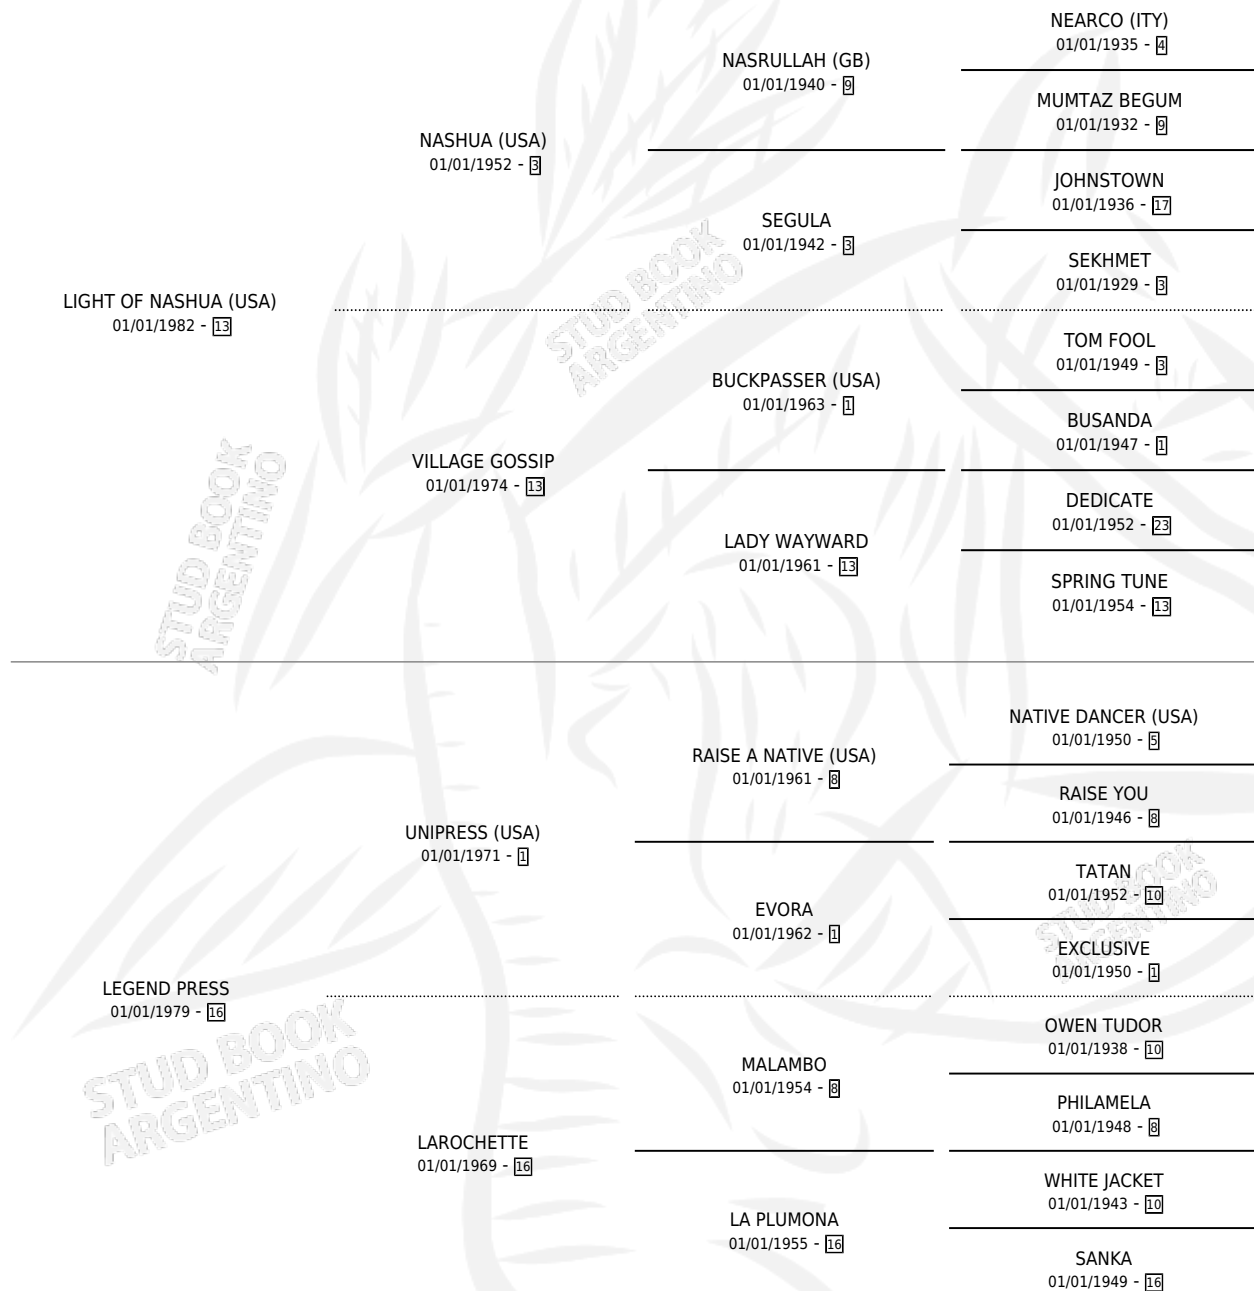 NEARCO (ITY)
01/01/1935 - 4
NASRULLAH (GB)
01/01/1940 - 9
MUMTAZ BEGUM
01/01/1932 - 9
NASHUA (USA)
01/01/1952 - 3
JOHNSTOWN
01/01/1936 - 17
SEGULA
01/01/1942 - 3
SEKHMET
01/01/1929 - 3
LIGHT OF NASHUA (USA)
01/01/1982 - 13
TOM FOOL
01/01/1949 - 3
BUCKPASSER (USA)
01/01/1963 - 1
BUSANDA
01/01/1947 - 1
VILLAGE GOSSIP
01/01/1974 - 13
DEDICATE
01/01/1952 - 23
LADY WAYWARD
01/01/1961 - 13
SPRING TUNE
01/01/1954 - 13
NATIVE DANCER (USA)
01/01/1950 - 5
RAISE A NATIVE (USA)
01/01/1961 - 8
RAISE YOU
01/01/1946 - 8
UNIPRESS (USA)
01/01/1971 - 1
TATAN
01/01/1952 - 10
EVORA
01/01/1962 - 1
EXCLUSIVE
01/01/1950 - 1
LEGEND PRESS
01/01/1979 - 16
OWEN TUDOR
01/01/1938 - 10
MALAMBO
01/01/1954 - 8
PHILAMELA
01/01/1948 - 8
LAROCHETTE
01/01/1969 - 16
WHITE JACKET
01/01/1943 - 10
LA PLUMONA
01/01/1955 - 16
SANKA
01/01/1949 - 16
STUD BOOK
ARGENTINO
STUD BOOK
ARGENTINO
STUD BOOK
ARGENTINO
STUD BOOK
ARGENTINO